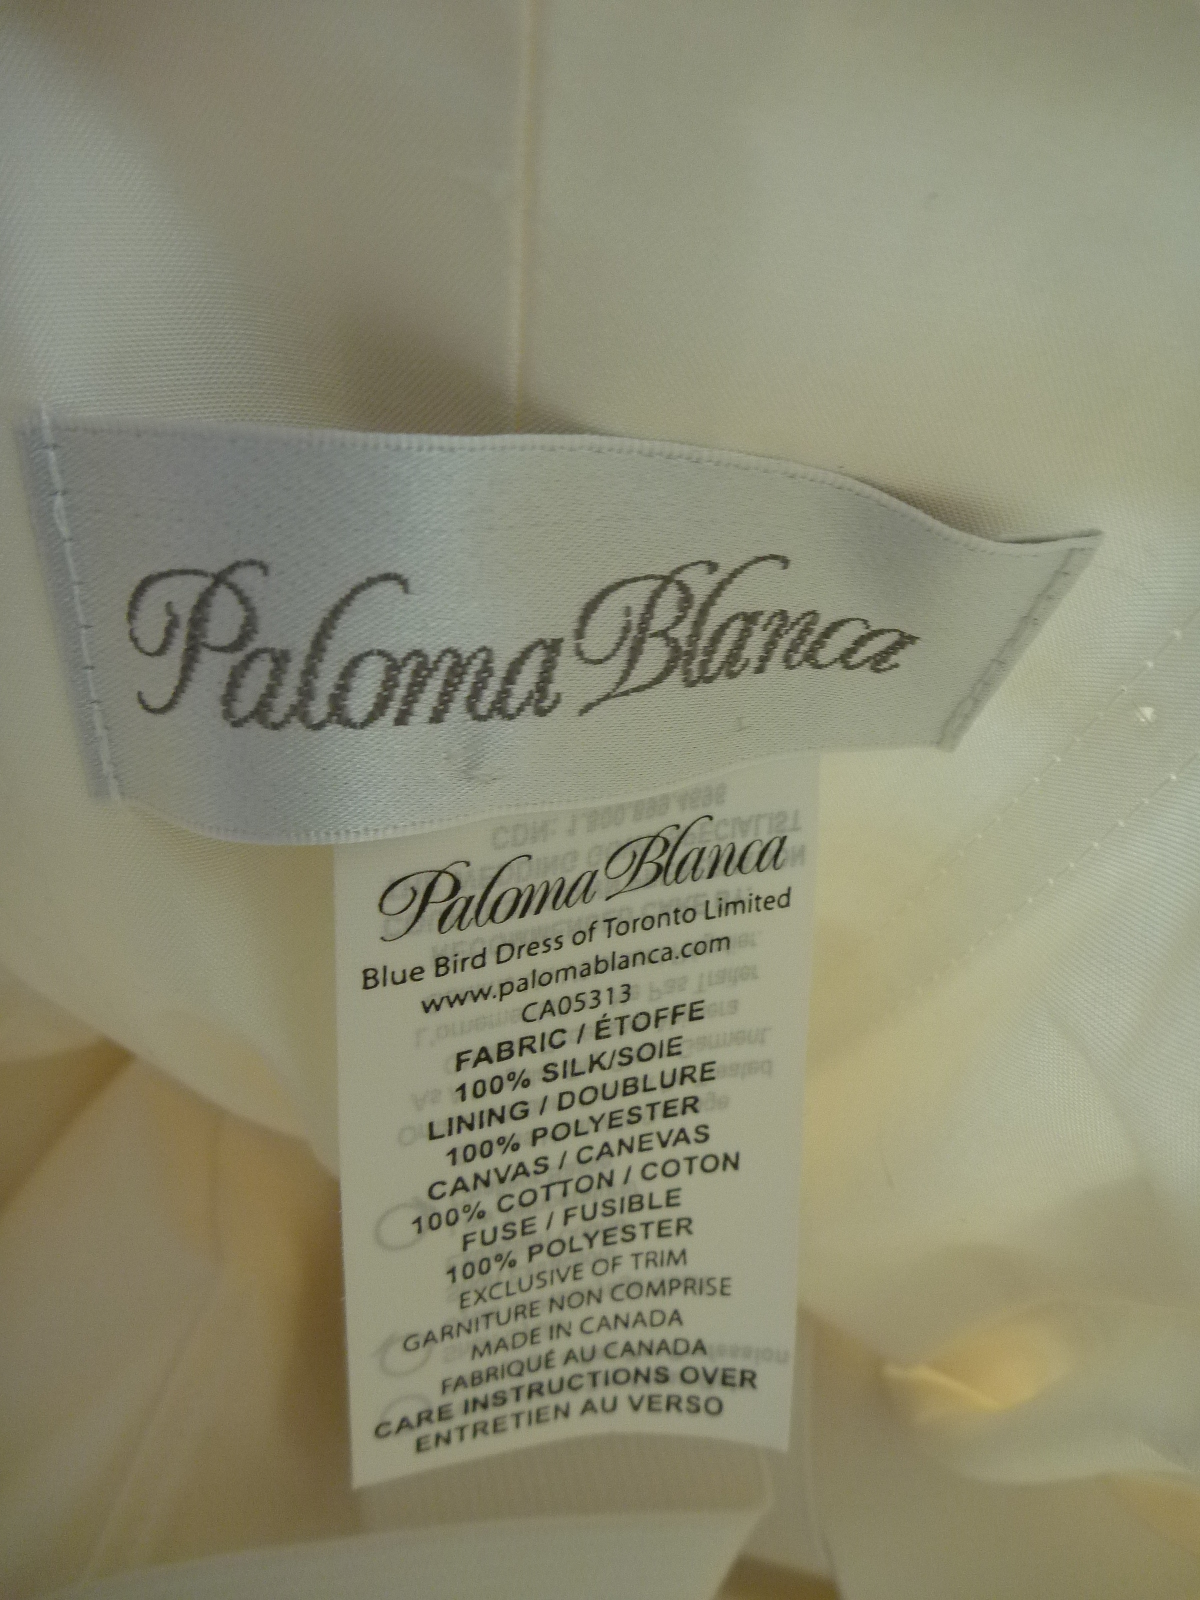 Paloma Blanca
Paloma Blanca
Blue Bird Dress of Toronto Limited
www.palomablanca.com
CA05313
FABRIC / ÉTOFFE
100% SILK/SOIE
LINING / DOUBLURE
100% POLYESTER
CANVAS / CANEVAS
100% COTTON / COTON
FUSE / FUSIBLE
100% POLYESTER
EXCLUSIVE OF TRIM
GARNITURE NON COMPRISE
MADE IN CANADA
FABRIQUÉ AU CANADA
CARE INSTRUCTIONS OVER
ENTRETIEN AU VERSO